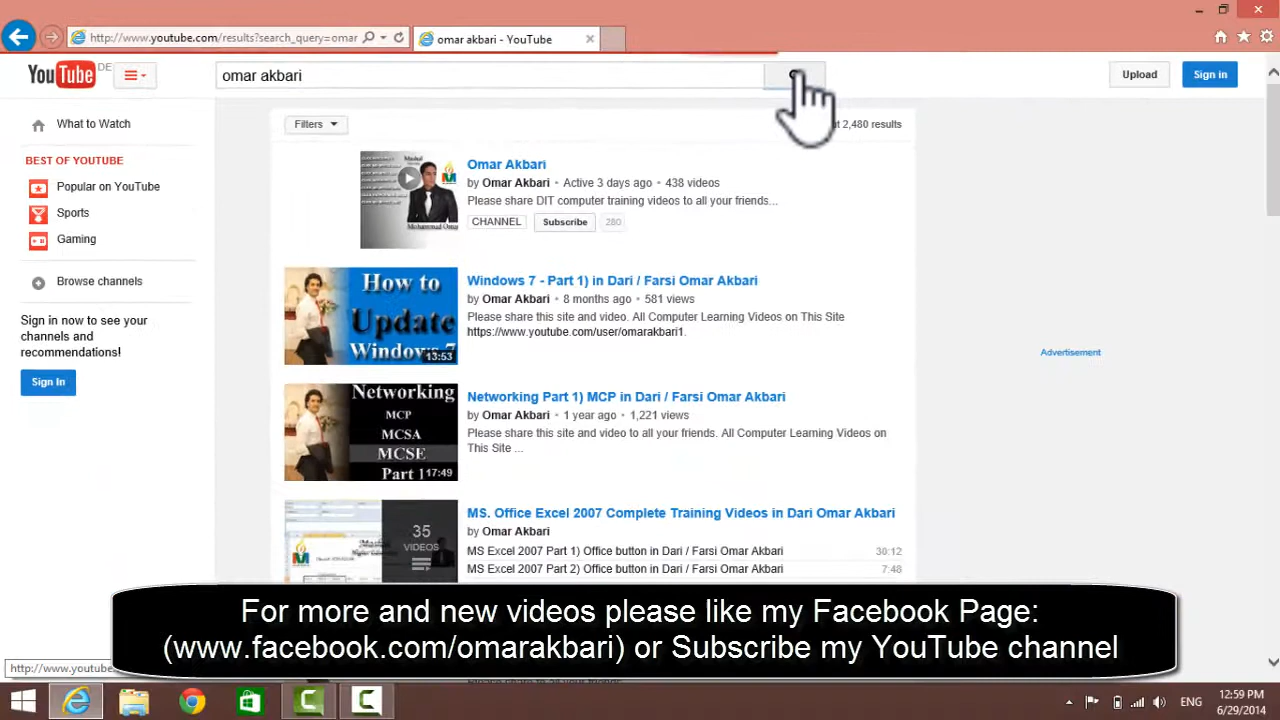 http://www.youtube.com/results?search_query=omar
omar akbari - YouTube
YouTube DE
omar akbari
Upload
Sign in
What to Watch
BEST OF YOUTUBE
Popular on YouTube
Sports
Gaming
Browse channels
Sign in now to see your
channels and
recommendations!
Sign In
Filters
2,480 results
Omar Akbari
by Omar Akbari • Active 3 days ago • 438 videos
Please share DIT computer training videos to all your friends...
CHANNEL Subscribe 280
How to
Update
Windows 7
13:53
Windows 7 - Part 1) in Dari / Farsi Omar Akbari
by Omar Akbari • 8 months ago • 581 views
Please share this site and video. All Computer Learning Videos on This Site
https://www.youtube.com/user/omarakbari1.
Networking
MCP
MCSA
MCSE
Part 1
17:49
Networking Part 1) MCP in Dari / Farsi Omar Akbari
by Omar Akbari • 1 year ago • 1,221 views
Please share this site and video to all your friends. All Computer Learning Videos on
This Site ...
35
VIDEOS
MS. Office Excel 2007 Complete Training Videos in Dari Omar Akbari
by Omar Akbari
MS Excel 2007 Part 1) Office button in Dari / Farsi Omar Akbari 30:12
MS Excel 2007 Part 2) Office button in Dari / Farsi Omar Akbari 7:48
Advertisement
For more and new videos please like my Facebook Page:
(www.facebook.com/omarakbari) or Subscribe my YouTube channel
http://www.youtube
ENG
12:59 PM
6/29/2014